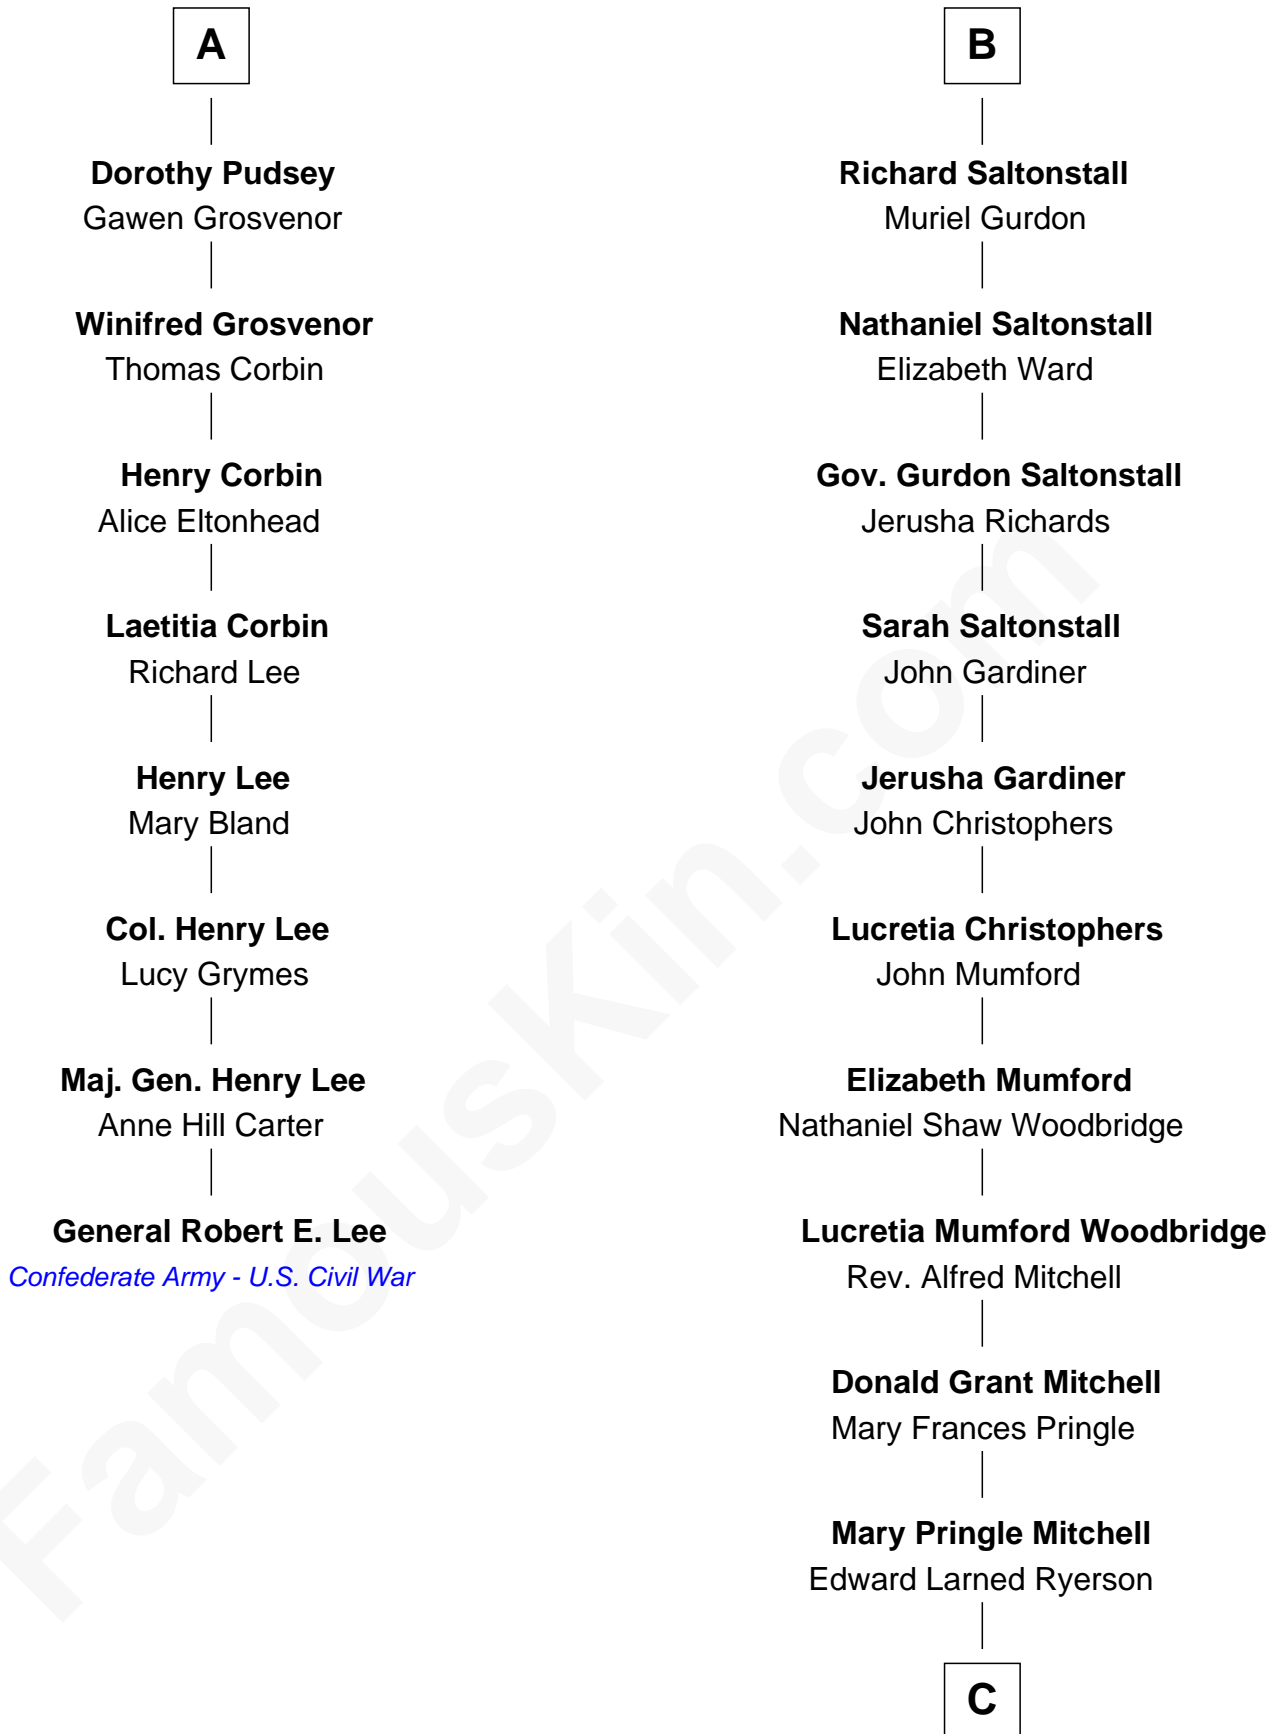 A
Dorothy Pudsey
Gawen Grosvenor
Winifred Grosvenor
Thomas Corbin
Henry Corbin
Alice Eltonhead
Laetitia Corbin
Richard Lee
Henry Lee
Mary Bland
Col. Henry Lee
Lucy Grymes
Maj. Gen. Henry Lee
Anne Hill Carter
General Robert E. Lee
Confederate Army - U.S. Civil War
B
Richard Saltonstall
Muriel Gurdon
Nathaniel Saltonstall
Elizabeth Ward
Gov. Gurdon Saltonstall
Jerusha Richards
Sarah Saltonstall
John Gardiner
Jerusha Gardiner
John Christophers
Lucretia Christophers
John Mumford
Elizabeth Mumford
Nathaniel Shaw Woodbridge
Lucretia Mumford Woodbridge
Rev. Alfred Mitchell
Donald Grant Mitchell
Mary Frances Pringle
Mary Pringle Mitchell
Edward Larned Ryerson
C
FamousKin.com